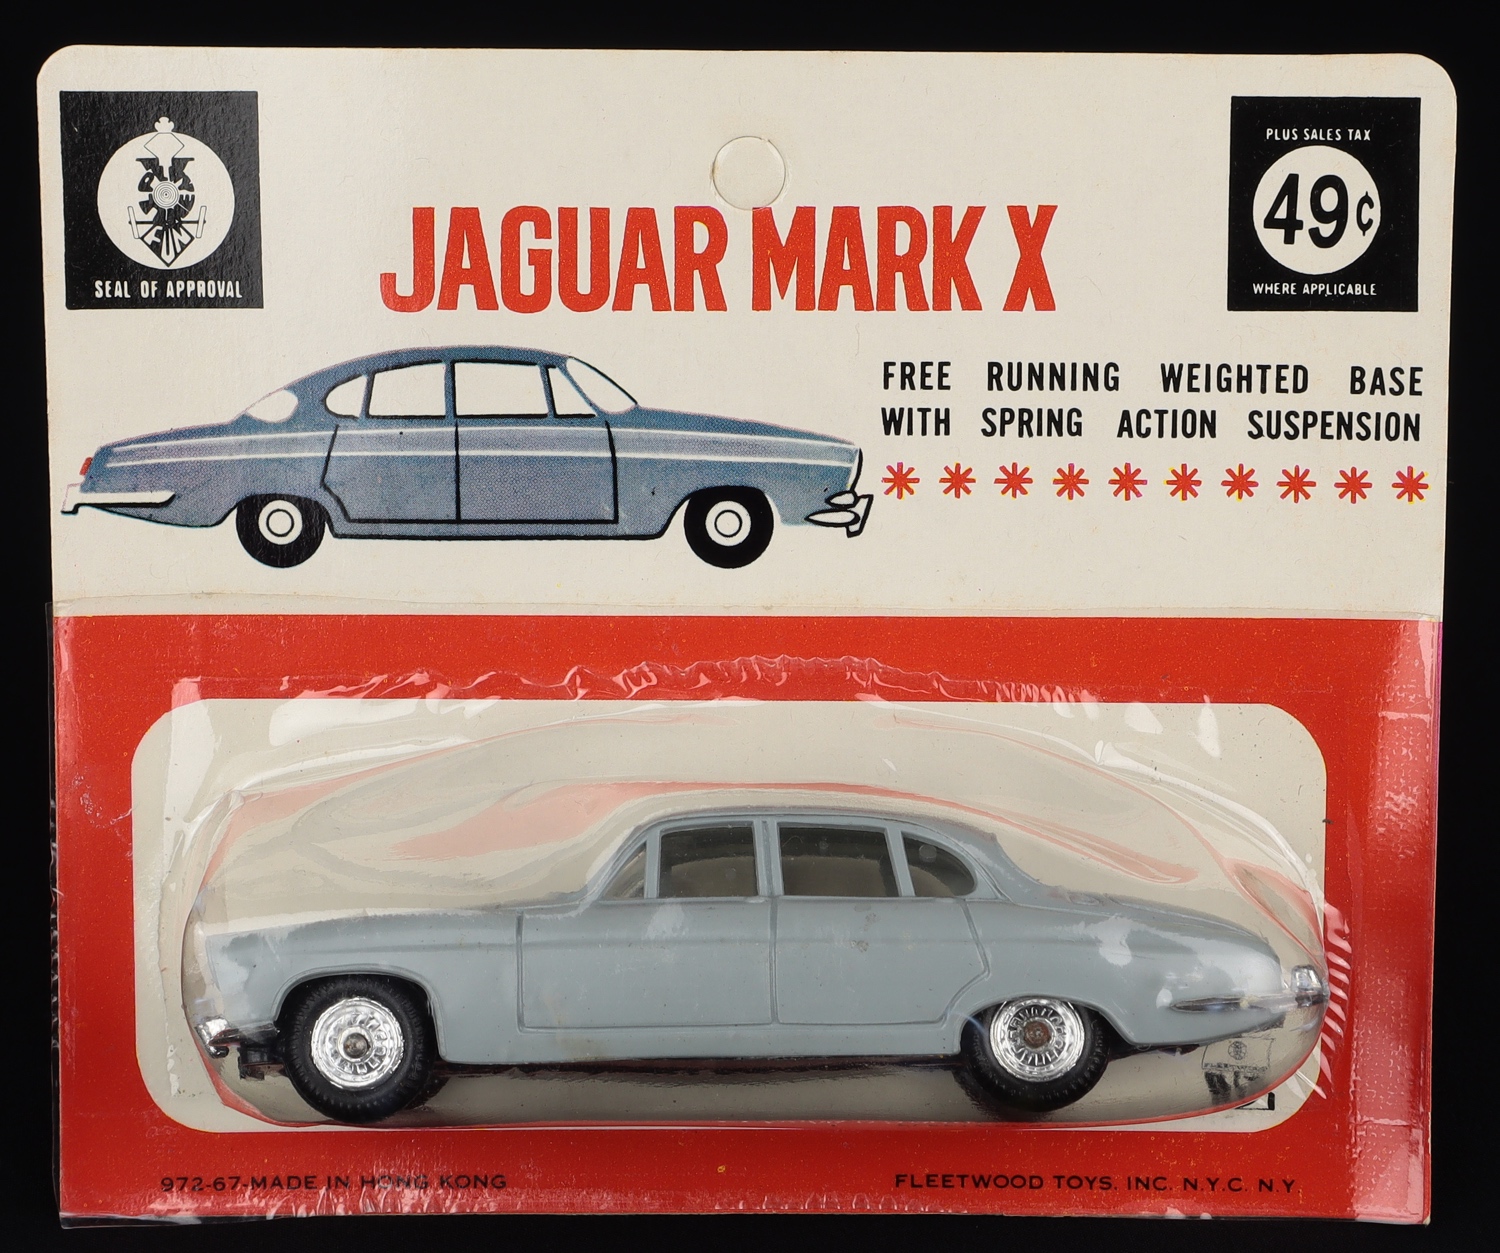 SEAL OF APPROVAL
JAGUAR MARK X
PLUS SALES TAX
49¢
WHERE APPLICABLE
FREE RUNNING WEIGHTED BASE
WITH SPRING ACTION SUSPENSION
972-67-MADE IN HONG KONG
FLEETWOOD TOYS. INC. N.Y.C. N.Y